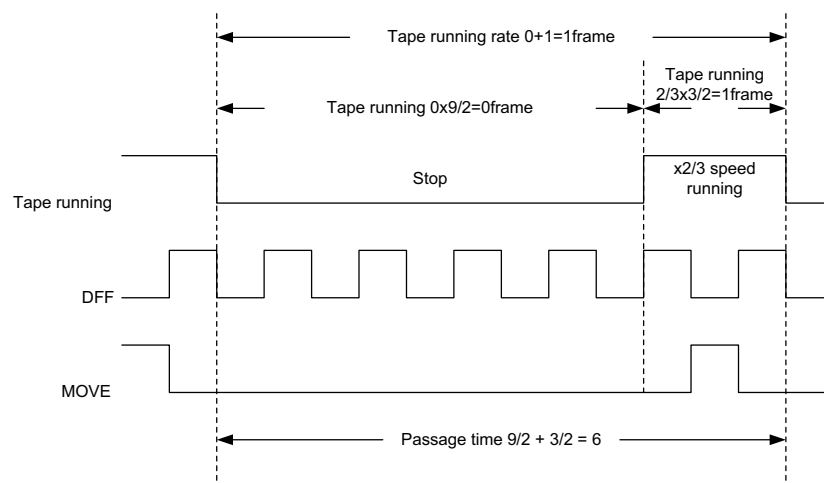 Tape running rate 0+1=1frame
Tape running 0x9/2=0frame
Tape running
2/3x3/2=1frame
Tape running
Stop
x2/3 speed
running
DFF
MOVE
Passage time 9/2 + 3/2 = 6